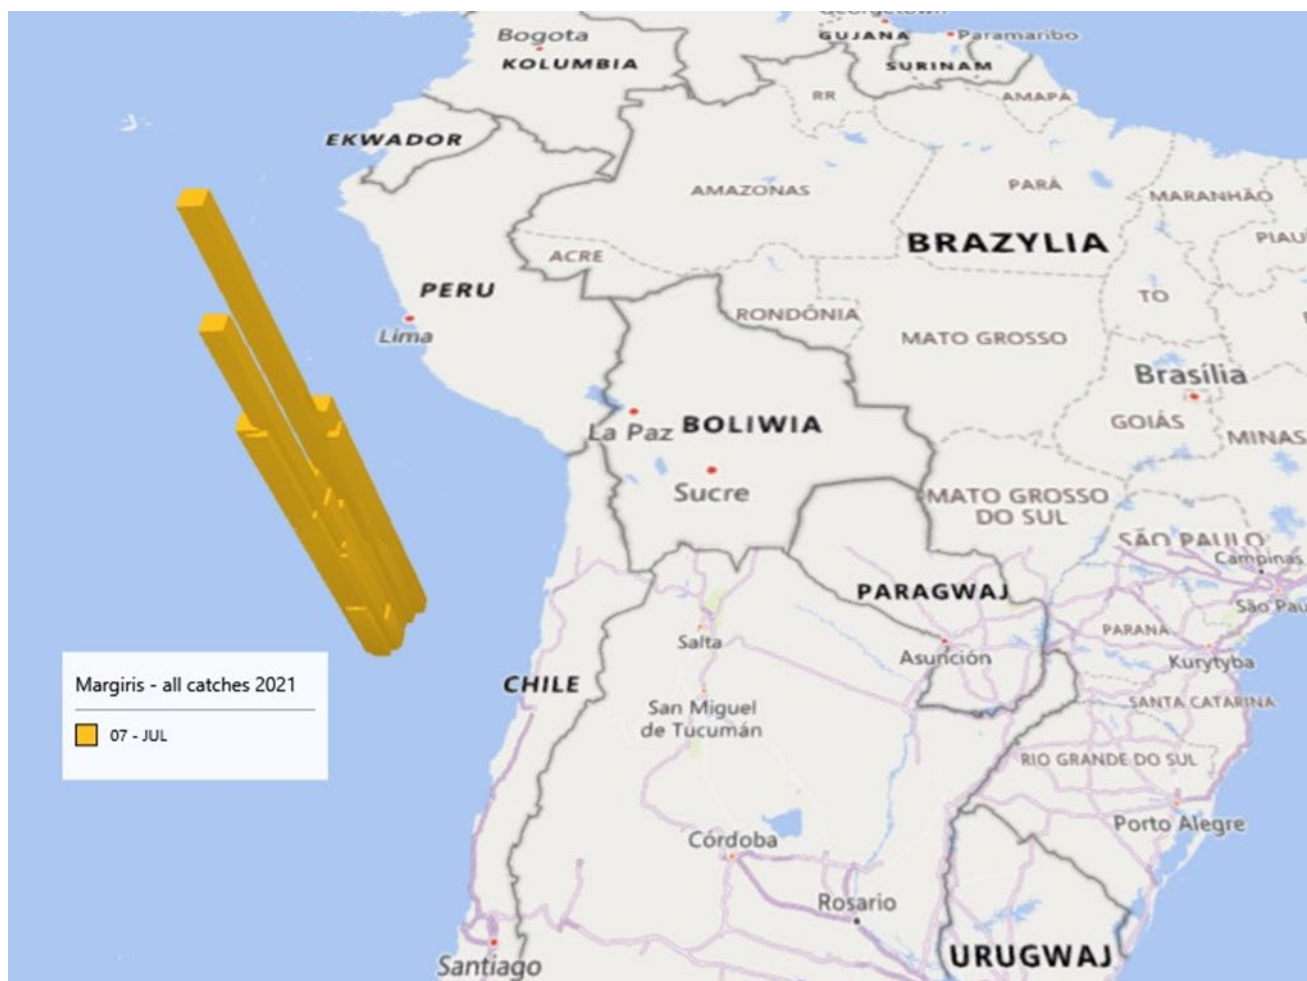 Georgetown
Bogota
GUJANA
Paramaribo
KOLUMBIA
SURINAM
RR
AMAPÁ
EKWADOR
AMAZONAS
PARÁ
MARANHÃO
BRAZYLIA
PIAU
ACRE
PERU
TO
RONDÔNIA
Lima
MATO GROSSO
Brasília
GOIÁS
La Paz
BOLIWIA
MINAS
Sucre
MATO GROSSO
DO SUL
SÃO PAULO
Campinas
PARAGWAJ
São Pau
PARANÁ
Salta
Asunción
Kurytyba
Margiris - all catches 2021
CHILE
SANTA CATARINA
San Miguel
de Tucumán
07 - JUL
RIO GRANDE DO SUL
Porto Alegre
Córdoba
Rosario
URUGWAJ
Santiago